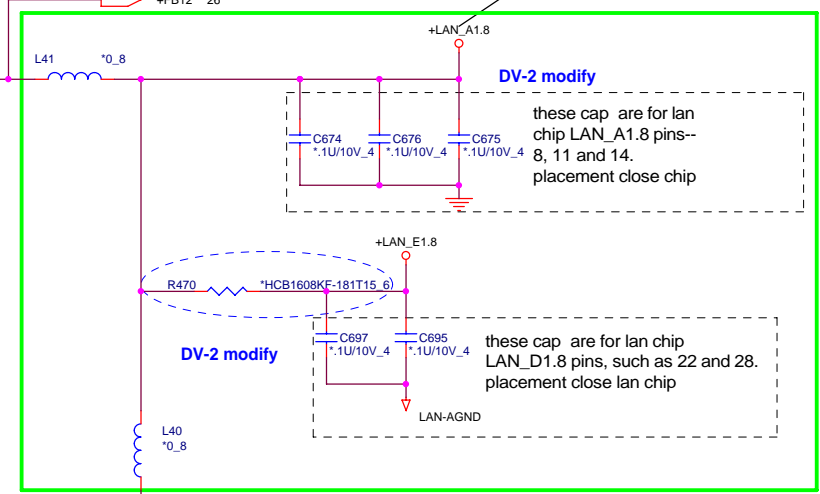 +FB12 26
+LAN_A1.8
L41 *0_8
DV-2 modify
these cap are for lan
chip LAN_A1.8 pins--
8, 11 and 14.
placement close chip
C674
*.1U/10V_4
C676
*.1U/10V_4
C675
*.1U/10V_4
+LAN_E1.8
R470 *HCB1608KF-181T15_6
DV-2 modify
C697
*.1U/10V_4
C695
*.1U/10V_4
these cap are for lan chip
LAN_D1.8 pins, such as 22 and 28.
placement close lan chip
LAN-AGND
L40
*0_8